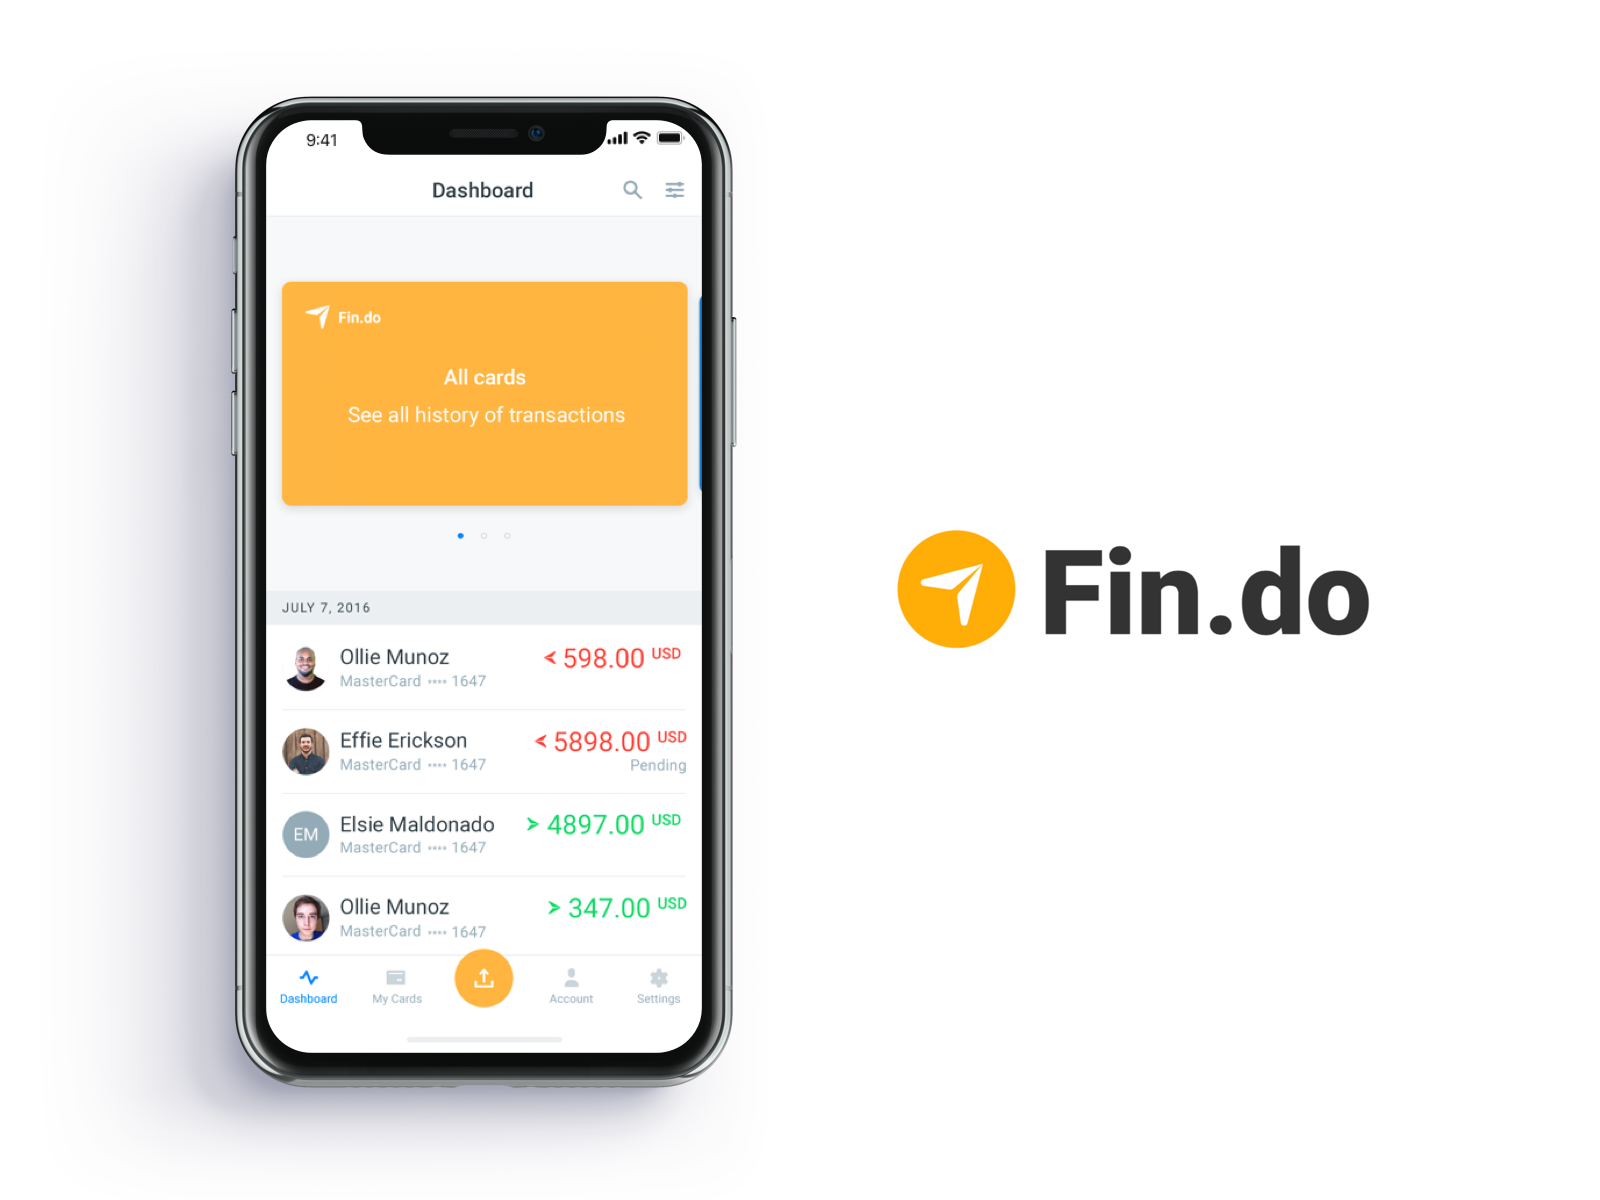 9:41
Dashboard
Fin.do
All cards
See all history of transactions
JULY 7, 2016
Ollie Munoz
< 598.00 USD
MasterCard •••• 1647
Effie Erickson
< 5898.00 USD
MasterCard •••• 1647
Pending
EM
Elsie Maldonado
> 4897.00 USD
MasterCard •••• 1647
Ollie Munoz
> 347.00 USD
MasterCard •••• 1647
Dashboard
My Cards
Account
Settings
Fin.do